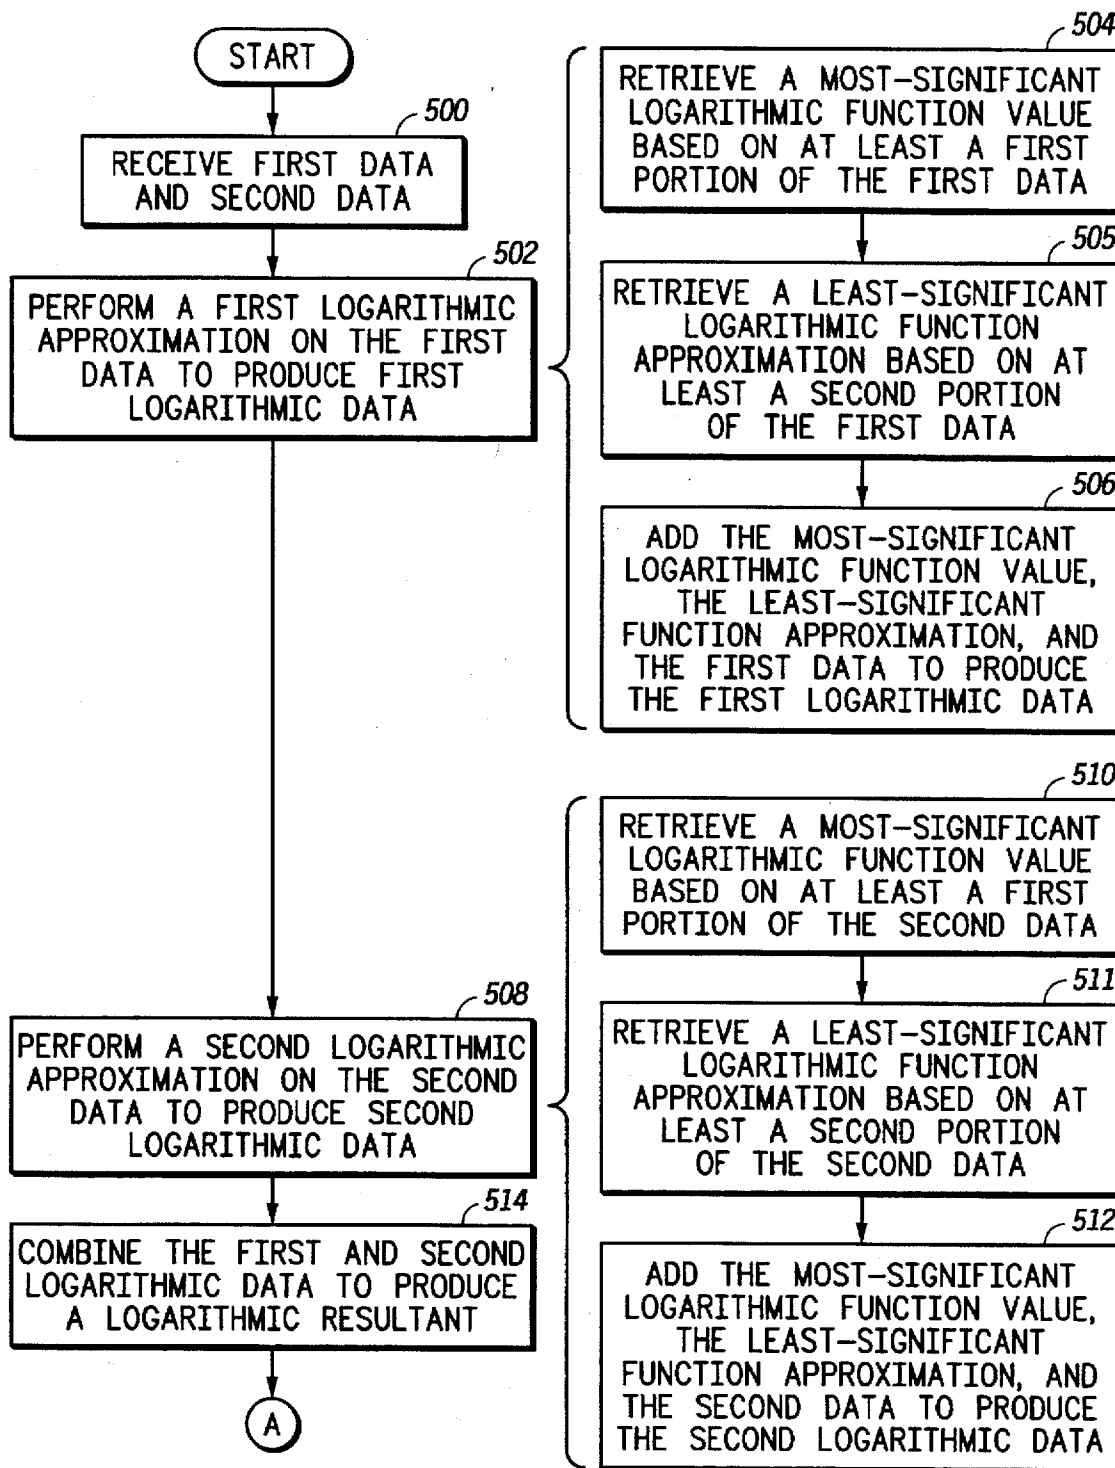 START
500
RECEIVE FIRST DATA
AND SECOND DATA
502
PERFORM A FIRST LOGARITHMIC
APPROXIMATION ON THE FIRST
DATA TO PRODUCE FIRST
LOGARITHMIC DATA
504
RETRIEVE A MOST-SIGNIFICANT
LOGARITHMIC FUNCTION VALUE
BASED ON AT LEAST A FIRST
PORTION OF THE FIRST DATA
505
RETRIEVE A LEAST-SIGNIFICANT
LOGARITHMIC FUNCTION
APPROXIMATION BASED ON AT
LEAST A SECOND PORTION
OF THE FIRST DATA
506
ADD THE MOST-SIGNIFICANT
LOGARITHMIC FUNCTION VALUE,
THE LEAST-SIGNIFICANT
FUNCTION APPROXIMATION, AND
THE FIRST DATA TO PRODUCE
THE FIRST LOGARITHMIC DATA
508
PERFORM A SECOND LOGARITHMIC
APPROXIMATION ON THE SECOND
DATA TO PRODUCE SECOND
LOGARITHMIC DATA
510
RETRIEVE A MOST-SIGNIFICANT
LOGARITHMIC FUNCTION VALUE
BASED ON AT LEAST A FIRST
PORTION OF THE SECOND DATA
511
RETRIEVE A LEAST-SIGNIFICANT
LOGARITHMIC FUNCTION
APPROXIMATION BASED ON AT
LEAST A SECOND PORTION
OF THE SECOND DATA
512
ADD THE MOST-SIGNIFICANT
LOGARITHMIC FUNCTION VALUE,
THE LEAST-SIGNIFICANT
FUNCTION APPROXIMATION, AND
THE SECOND DATA TO PRODUCE
THE SECOND LOGARITHMIC DATA
514
COMBINE THE FIRST AND SECOND
LOGARITHMIC DATA TO PRODUCE
A LOGARITHMIC RESULTANT
A